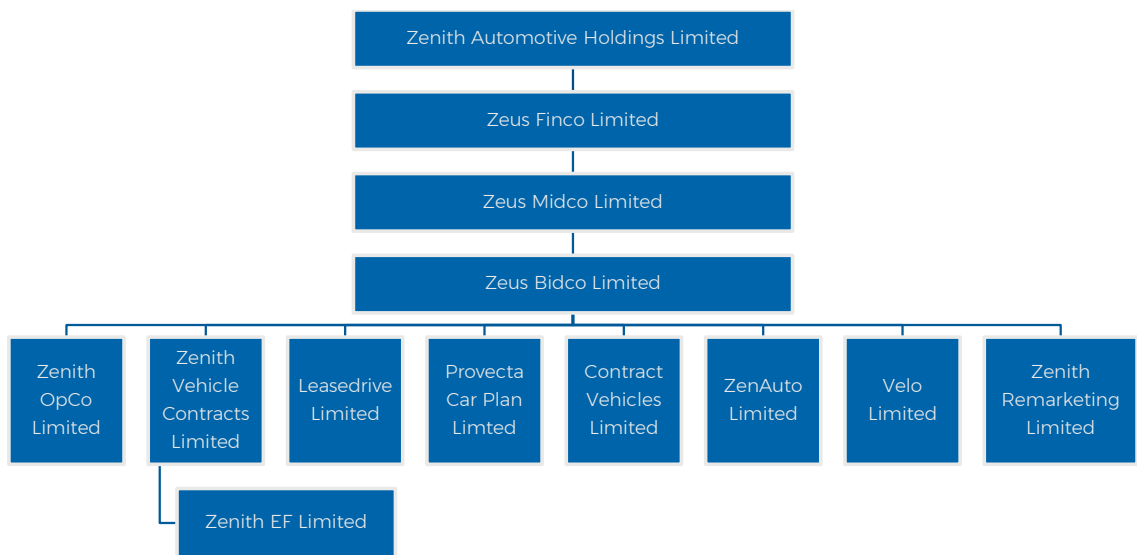 Zenith Automotive Holdings Limited
Zeus Finco Limited
Zeus Midco Limited
Zeus Bidco Limited
Zenith
OpCo
Limited
Zenith
Vehicle
Contracts
Limited
Leasedrive
Limited
Provecta
Car Plan
Limted
Contract
Vehicles
Limited
ZenAuto
Limited
Velo
Limited
Zenith
Remarketing
Limited
Zenith EF Limited